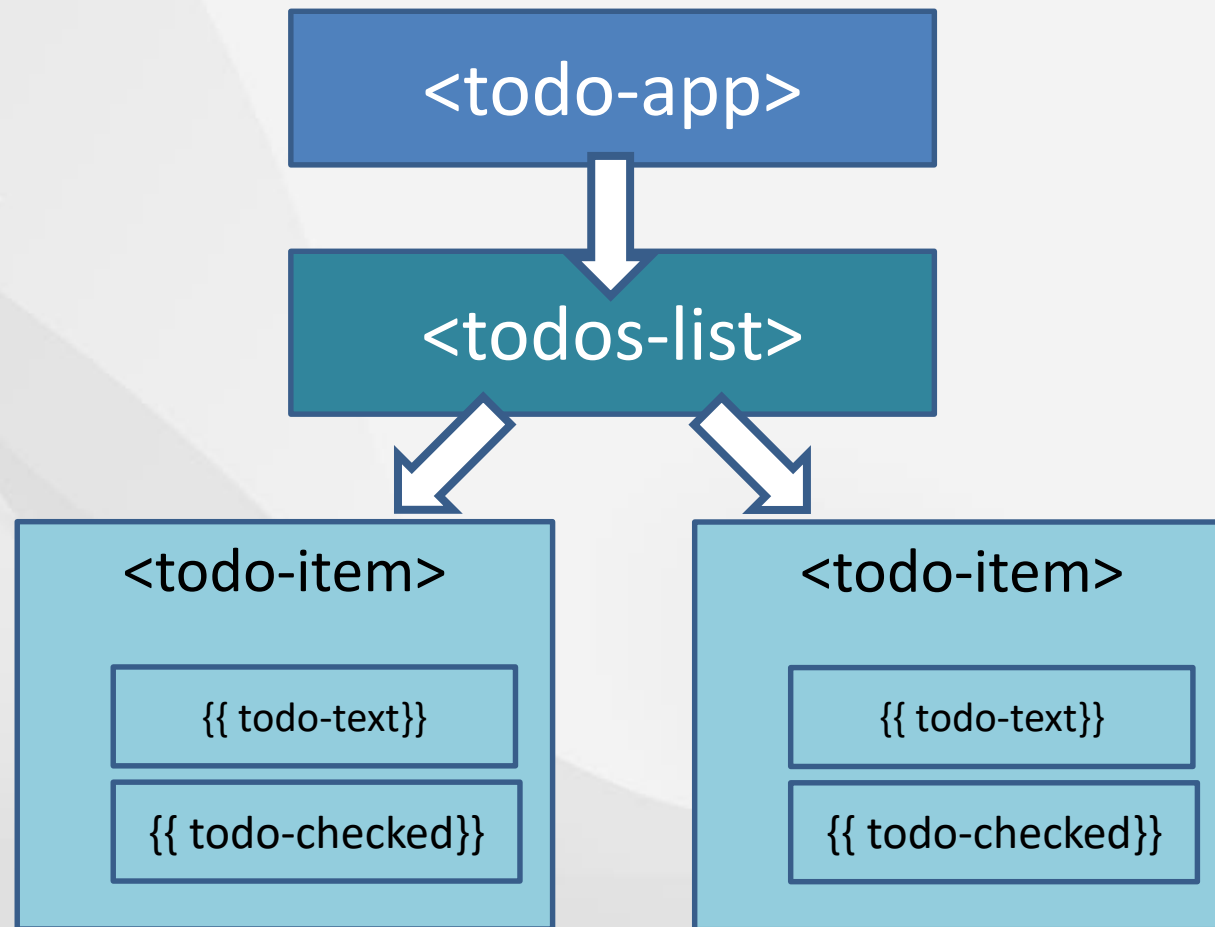 <todo-app>
<todos-list>
<todo-item>
{{ todo-text}}
{{ todo-checked}}
<todo-item>
{{ todo-text}}
{{ todo-checked}}